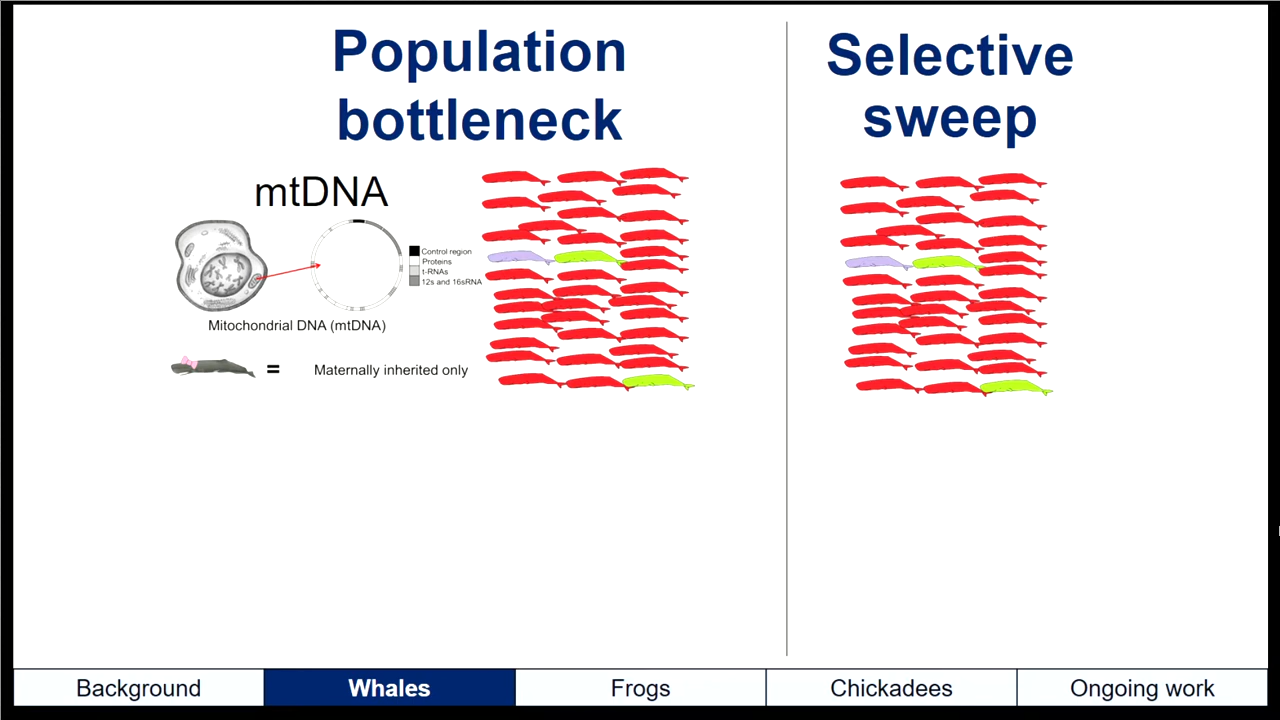 Population
bottleneck
Selective
sweep
mtDNA
Control region
Proteins
t-RNAs
12s and 16sRNA
Mitochondrial DNA (mtDNA)
= Maternally inherited only
Background
Whales
Frogs
Chickadees
Ongoing work